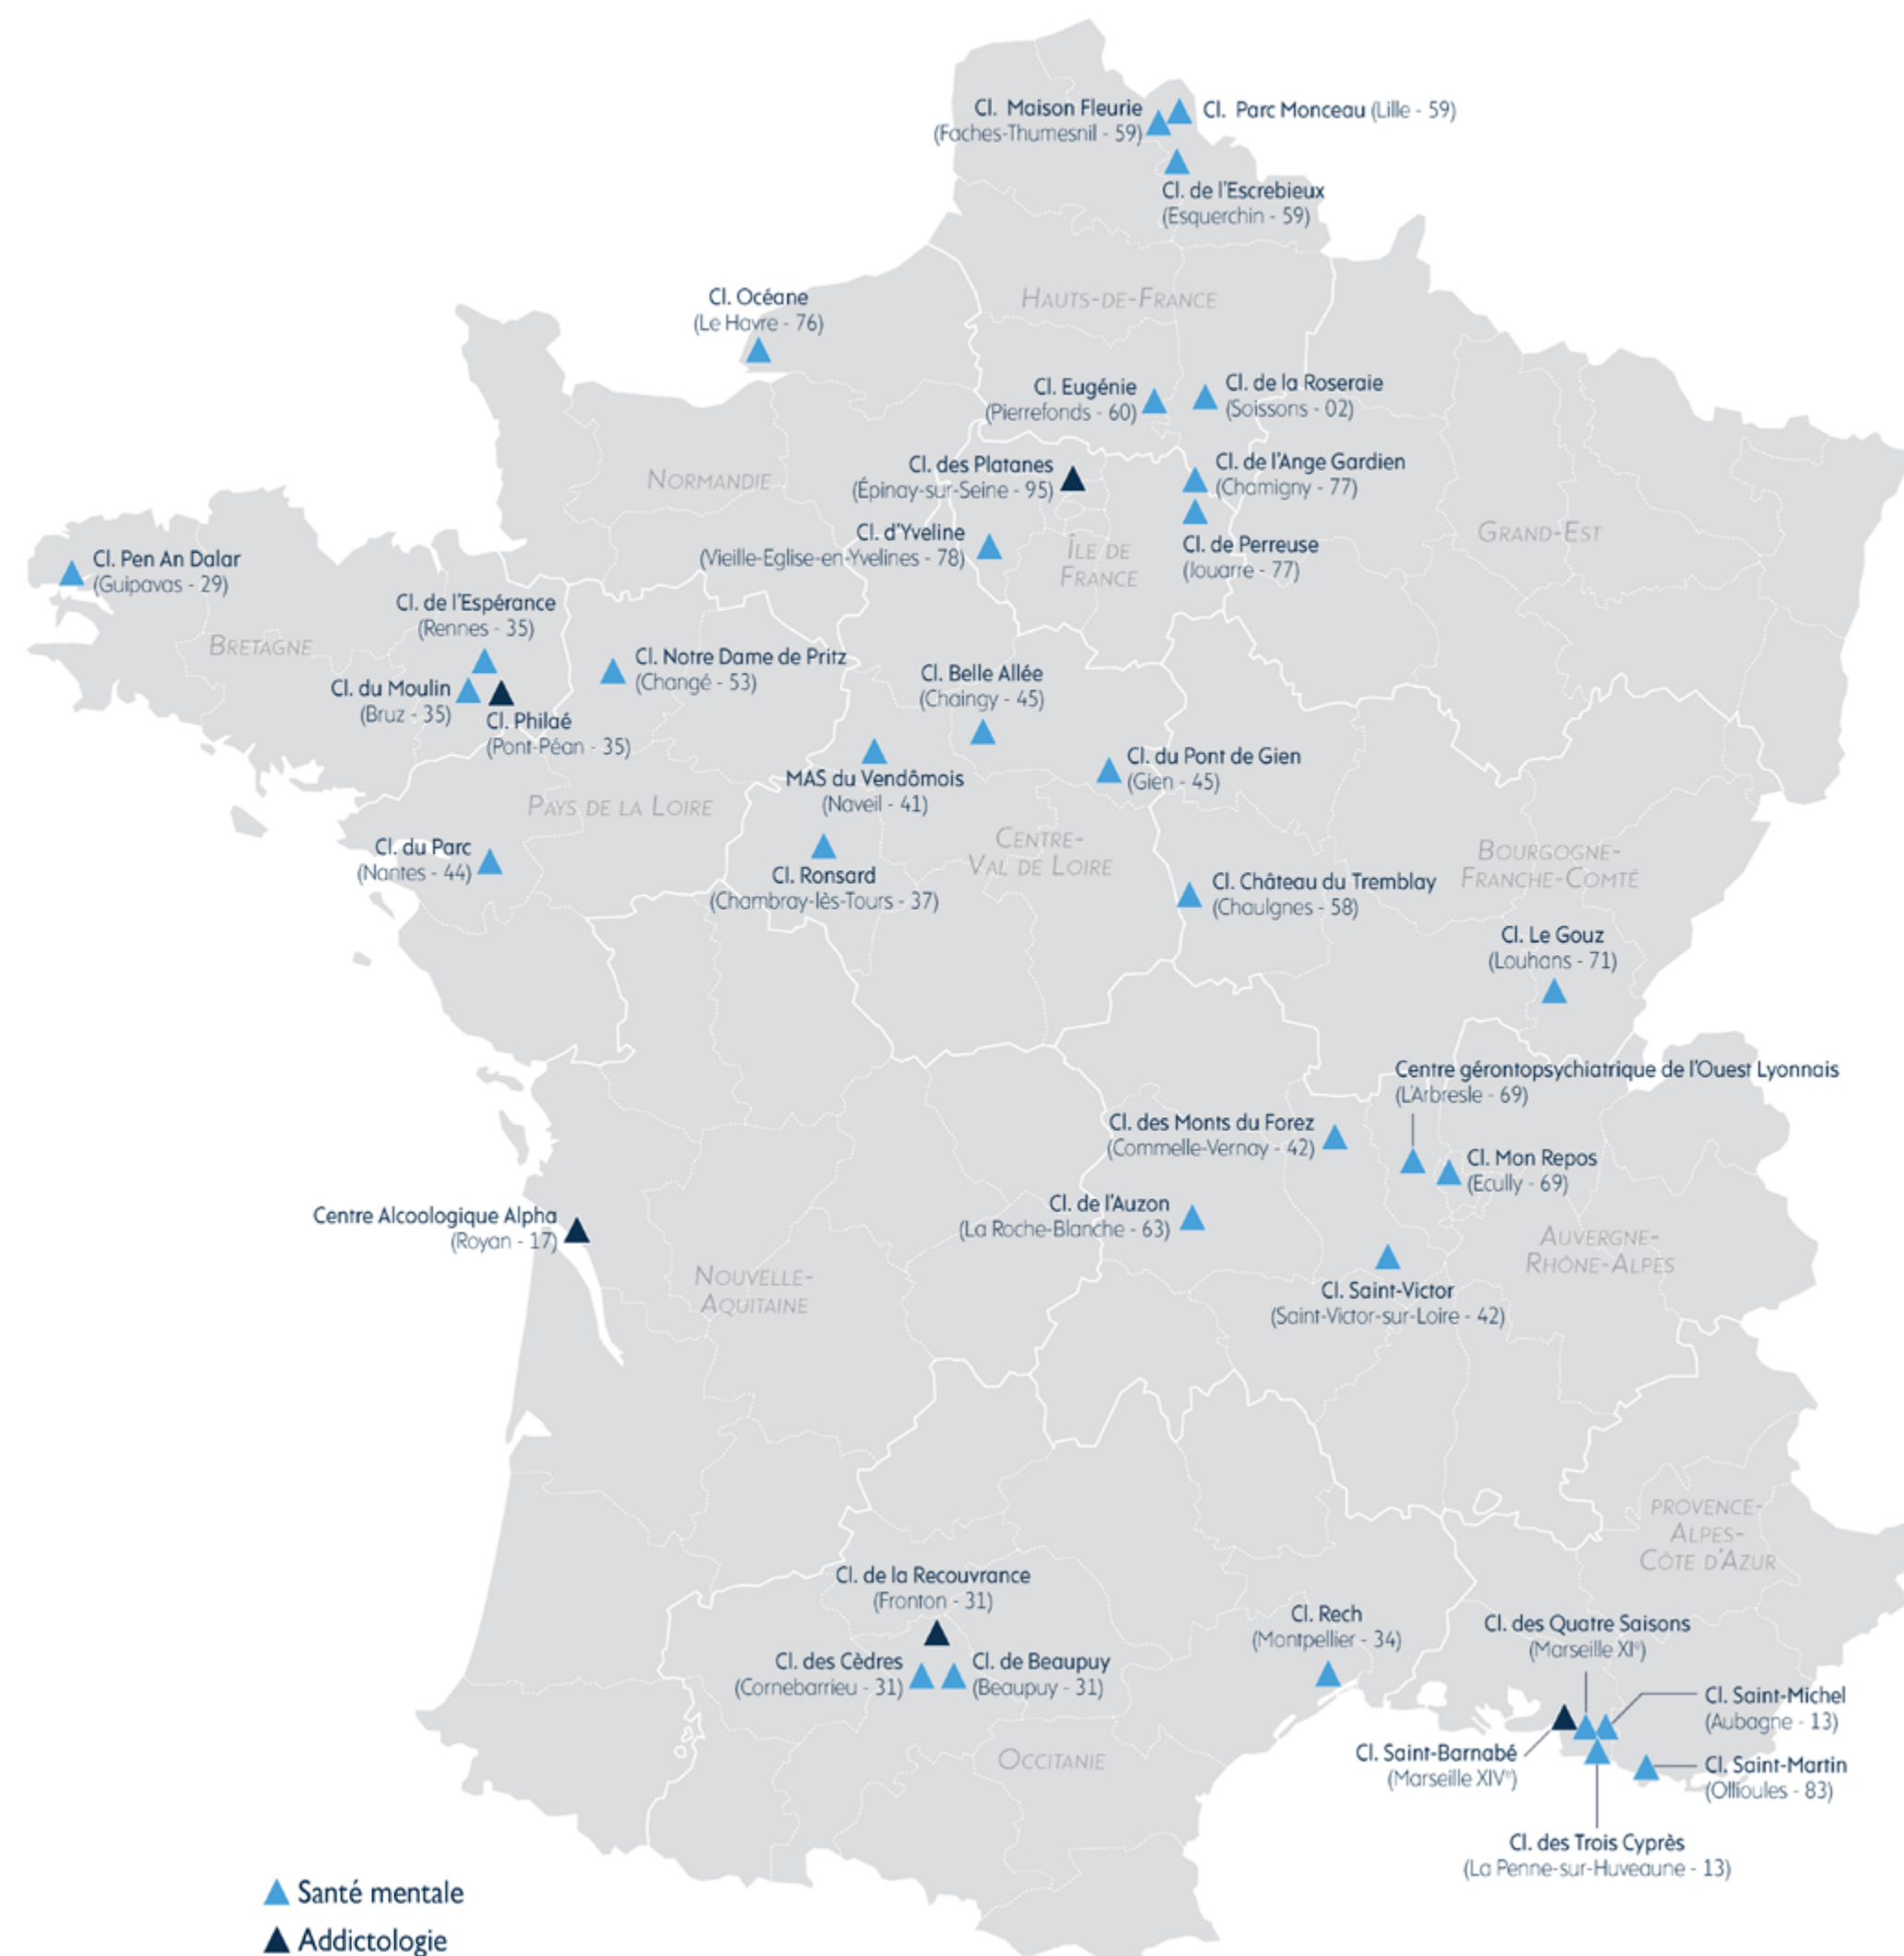 Cl. Maison Fleurie
(Faches-Thumesnil - 59)
Cl. Parc Monceau (Lille - 59)
Cl. de l'Escrebieux
(Esquerchin - 59)
Cl. Océane
(Le Havre - 76)
HAUTS-DE-FRANCE
Cl. Eugénie
(Pierrefonds - 60)
Cl. de la Roseraie
(Soissons - 02)
NORMANDIE
Cl. des Platanes
(Épinay-sur-Seine - 95)
Cl. de l'Ange Gardien
(Chamigny - 77)
Cl. d'Yveline
(Vieille-Eglise-en-Yvelines - 78)
ÎLE DE
FRANCE
Cl. de Perreuse
(Jouarre - 77)
GRAND-EST
Cl. Pen An Dalar
(Guipavas - 29)
BRETAGNE
Cl. de l'Espérance
(Rennes - 35)
Cl. du Moulin
(Bruz - 35)
Cl. Philaé
(Pont-Péan - 35)
Cl. Notre Dame de Pritz
(Changé - 53)
Cl. Belle Allée
(Chaingy - 45)
MAS du Vendômois
(Naveil - 41)
Cl. du Pont de Gien
(Gien - 45)
PAYS DE LA LOIRE
Cl. du Parc
(Nantes - 44)
Cl. Ronsard
(Chambray-lès-Tours - 37)
CENTRE-
VAL DE LOIRE
BOURGOGNE-
FRANCHE-COMTÉ
Cl. Château du Tremblay
(Chaulgnes - 58)
Cl. Le Gouz
(Louhans - 71)
Centre gérontopsychiatrique de l'Ouest Lyonnais
(L'Arbresle - 69)
Cl. des Monts du Forez
(Commelle-Vernay - 42)
Cl. Mon Repos
(Ecully - 69)
Cl. de l'Auzon
(La Roche-Blanche - 63)
Centre Alcoologique Alpha
(Royan - 17)
AUVERGNE-
RHÔNE-ALPES
Cl. Saint-Victor
(Saint-Victor-sur-Loire - 42)
NOUVELLE-
AQUITAINE
PROVENCE-
ALPES-
CÔTE D'AZUR
Cl. de la Recouvrance
(Fronton - 31)
Cl. des Cèdres
(Cornebarrieu - 31)
Cl. de Beaupuy
(Beaupuy - 31)
Cl. Rech
(Montpellier - 34)
Cl. des Quatre Saisons
(Marseille XIᵉ)
Cl. Saint-Michel
(Aubagne - 13)
Cl. Saint-Barnabé
(Marseille XIVᵉ)
Cl. Saint-Martin
(Ollioules - 83)
OCCITANIE
Cl. des Trois Cyprès
(La Penne-sur-Huveaune - 13)
Santé mentale
Addictologie